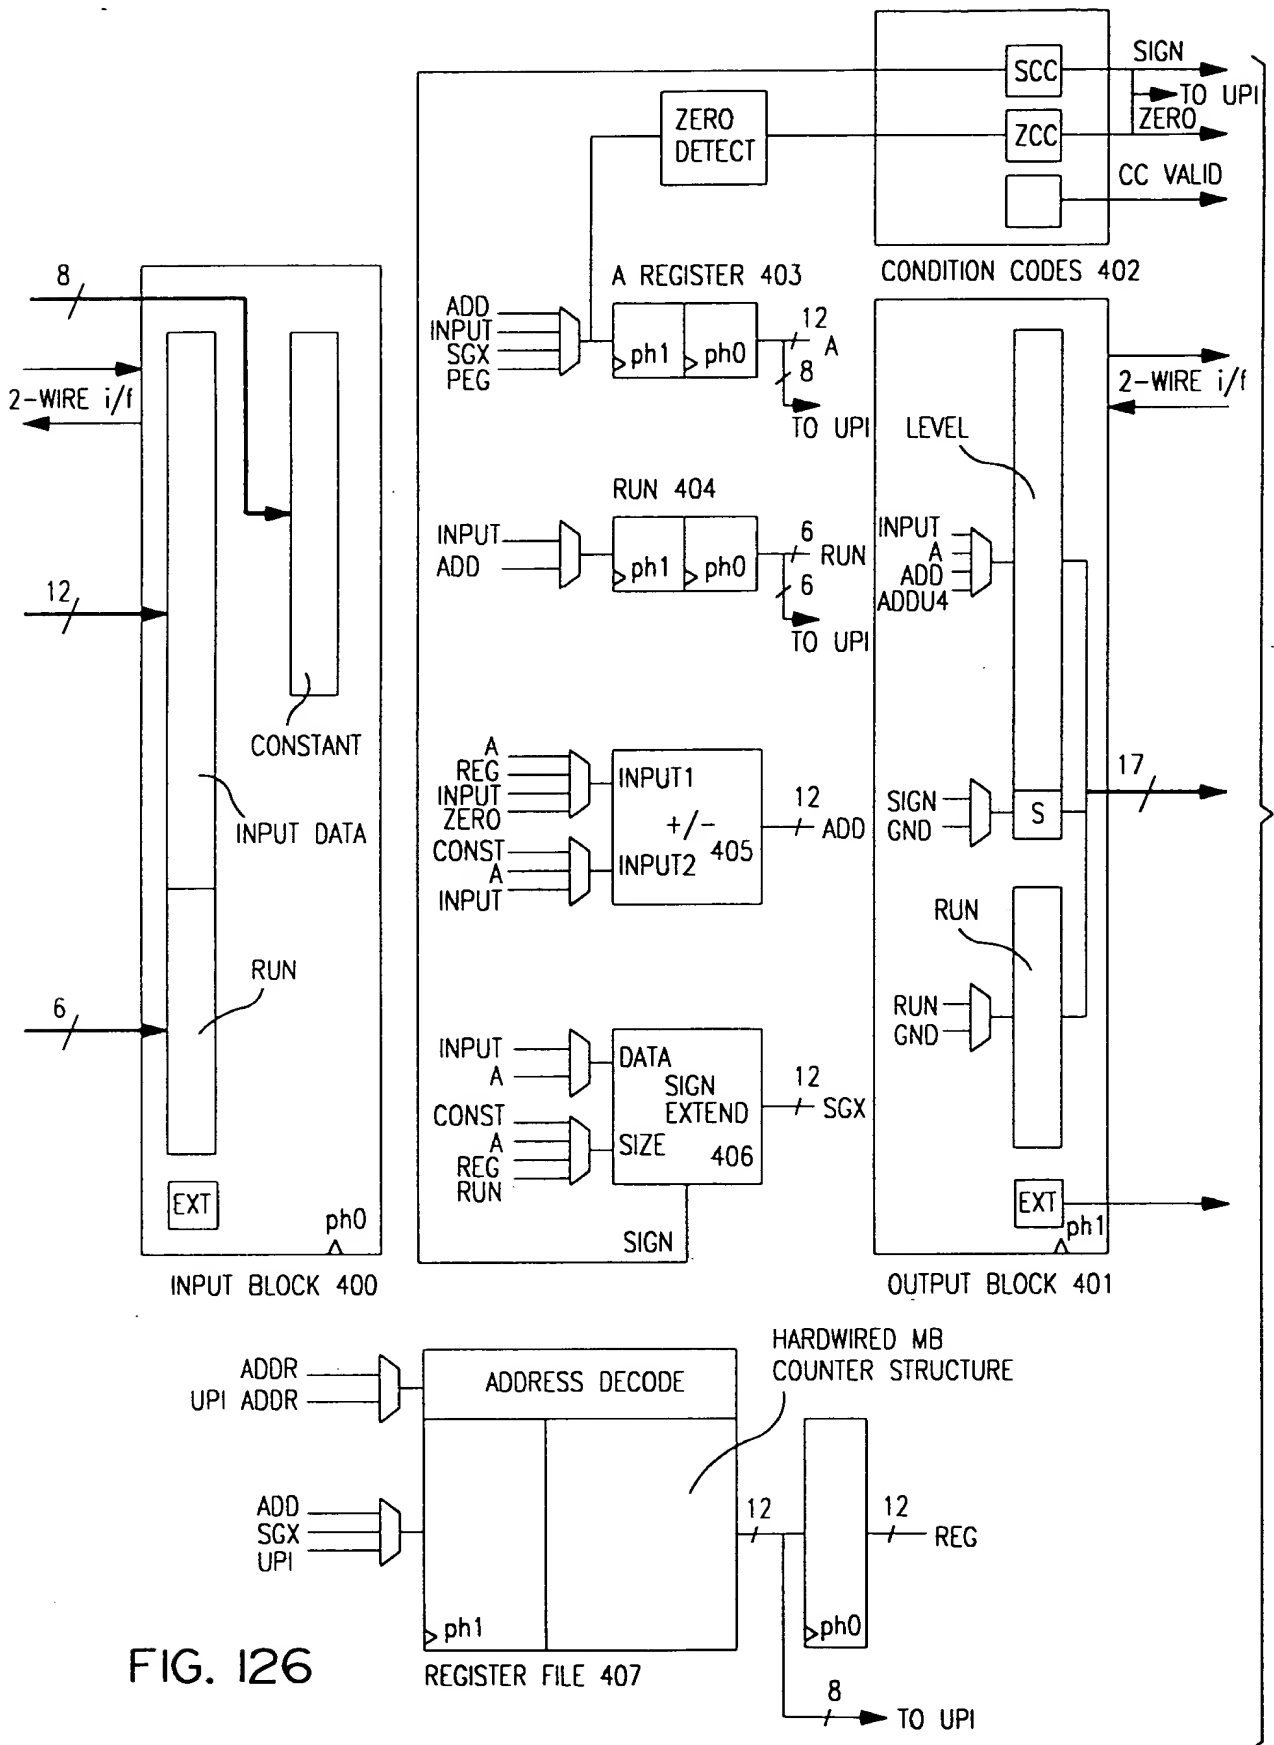 SIGN
SCC
TO UPI
ZERO
DETECT
ZCC
ZERO
CC VALID
CONDITION CODES 402
8
2-WIRE i/f
12
CONSTANT
INPUT DATA
RUN
6
EXT
ph0
INPUT BLOCK 400
A REGISTER 403
ADD
INPUT
SGX
PEG
ph1
ph0
12
A
8
TO UPI
RUN 404
INPUT
ADD
ph1
ph0
6
RUN
6
TO UPI
A
REG
INPUT
ZERO
INPUT1
+/-
405
12
ADD
CONST
A
INPUT
INPUT2
INPUT
A
DATA
SIGN
EXTEND
406
12
SGX
CONST
A
REG
RUN
SIZE
SIGN
LEVEL
2-WIRE i/f
INPUT
A
ADD
ADDU4
17
SIGN
GND
S
RUN
RUN
GND
EXT
ph1
OUTPUT BLOCK 401
HARDWIRED MB
COUNTER STRUCTURE
ADDR
UPI ADDR
ADDRESS DECODE
ADD
SGX
UPI
12
12
REG
ph1
ph0
REGISTER FILE 407
8
TO UPI
FIG. 126